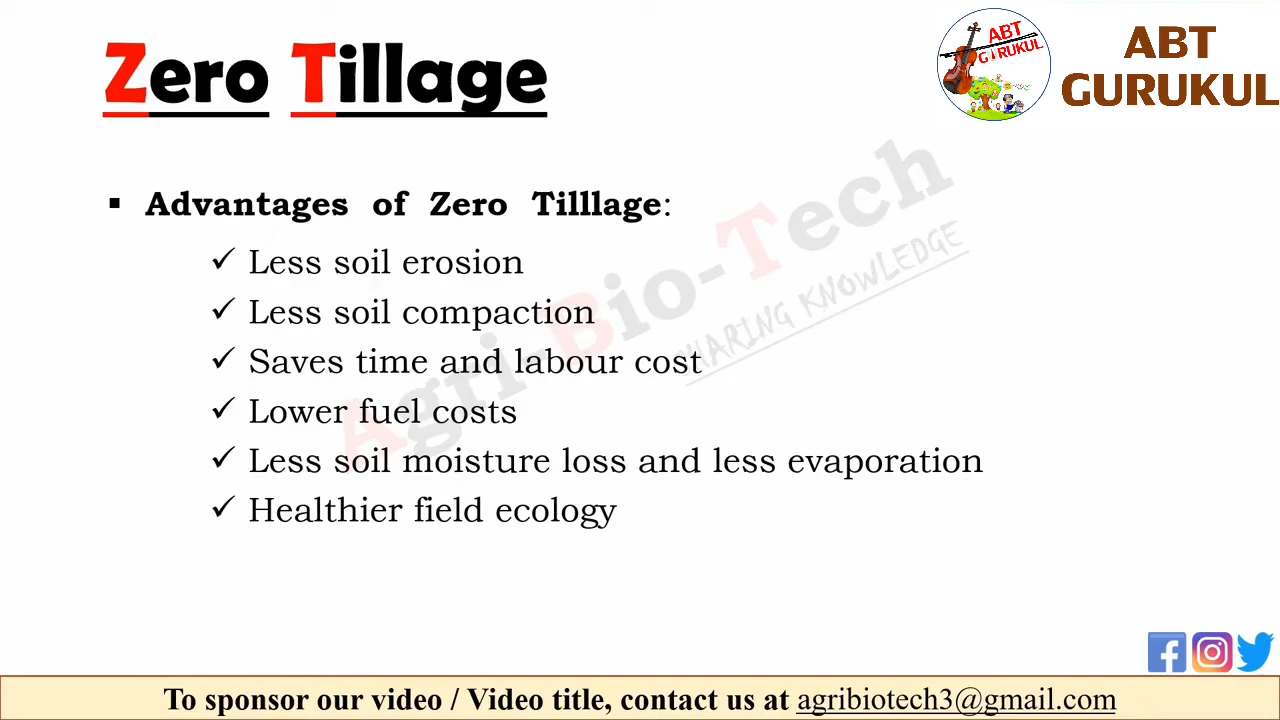 Zero Tillage
ABT
GURUKUL
ABT
GURUKUL
Advantages of Zero Tilllage:
✓ Less soil erosion
✓ Less soil compaction
✓ Saves time and labour cost
✓ Lower fuel costs
✓ Less soil moisture loss and less evaporation
✓ Healthier field ecology
Agri-Bio-Tech
SHARING KNOWLEDGE
To sponsor our video / Video title, contact us at agribiotech3@gmail.com